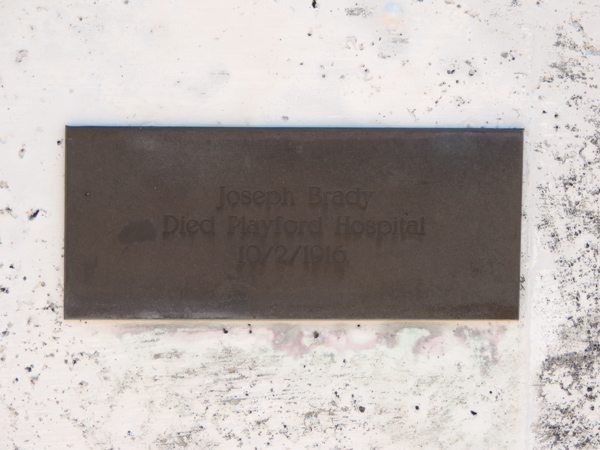 Joseph Brady
Died Playford Hospital
10/2/1916